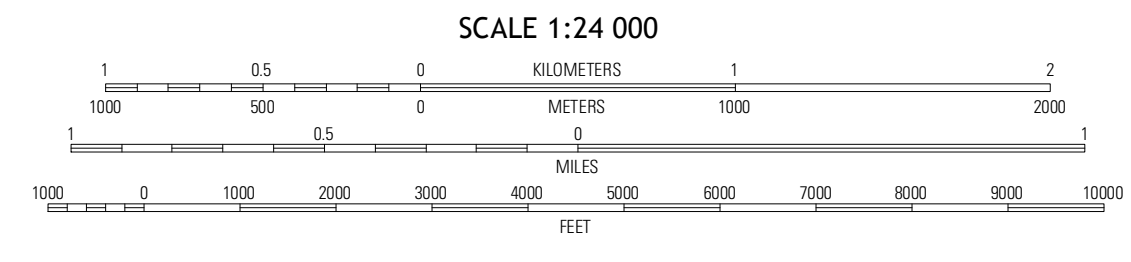 SCALE 1:24 000
1 0.5 0 KILOMETERS 1 2
1000 500 0 METERS 1000 2000
1 0.5 0 1
MILES
1000 0 1000 2000 3000 4000 5000 6000 7000 8000 9000 10000
FEET